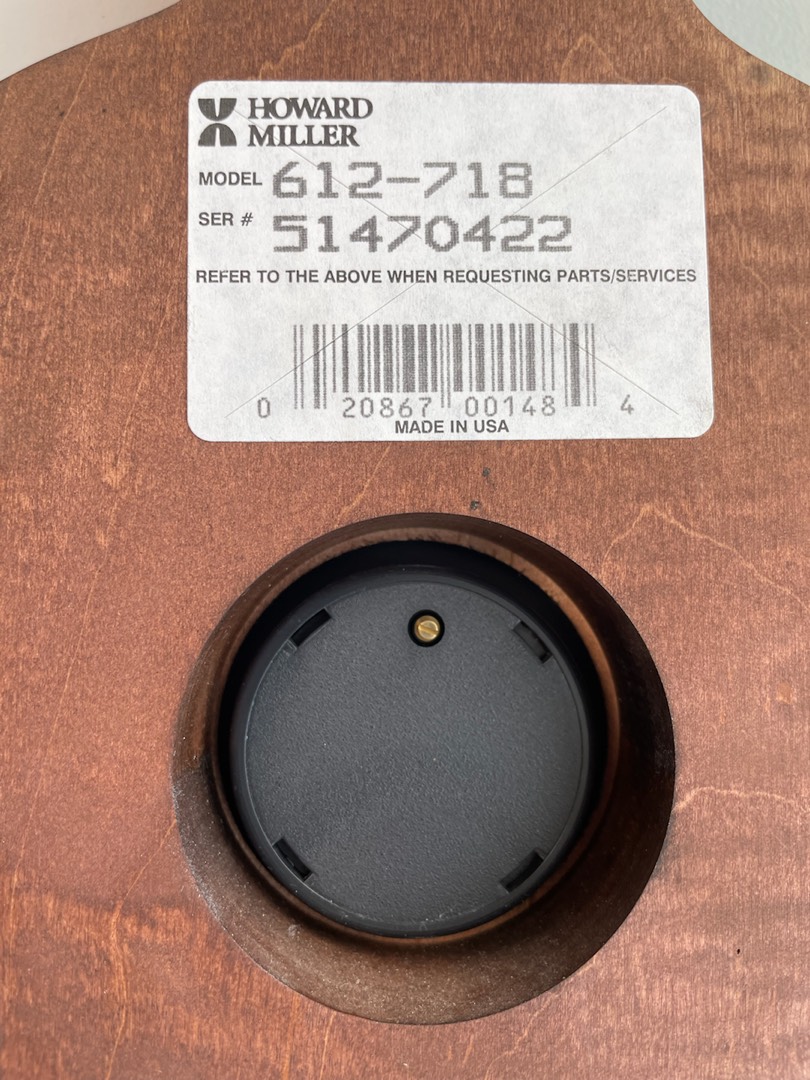 HOWARD
MILLER
MODEL 612-718
SER # 51470422
REFER TO THE ABOVE WHEN REQUESTING PARTS/SERVICES
0 20867 00148 4
MADE IN USA